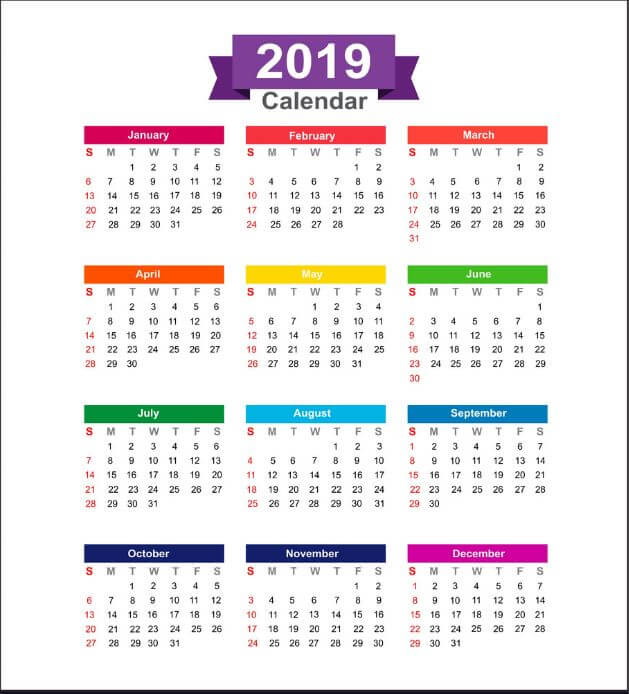 2019
Calendar
January
S M T W T F S
1 2 3 4 5
6 7 8 9 10 11 12
13 14 15 16 17 18 19
20 21 22 23 24 25 26
27 28 29 30 31
February
S M T W T F S
1 2
3 4 5 6 7 8 9
10 11 12 13 14 15 16
17 18 19 20 21 22 23
24 25 26 27 28
March
S M T W T F S
1 2
3 4 5 6 7 8 9
10 11 12 13 14 15 16
17 18 19 20 21 22 23
24 25 26 27 28 29 30
31
April
S M T W T F S
1 2 3 4 5 6
7 8 9 10 11 12 13
14 15 16 17 18 19 20
21 22 23 24 25 26 27
28 29 30
May
S M T W T F S
1 2 3 4
5 6 7 8 9 10 11
12 13 14 15 16 17 18
19 20 21 22 23 24 25
26 27 28 29 30 31
June
S M T W T F S
1
2 3 4 5 6 7 8
9 10 11 12 13 14 15
16 17 18 19 20 21 22
23 24 25 26 27 28 29
30
July
S M T W T F S
1 2 3 4 5 6
7 8 9 10 11 12 13
14 15 16 17 18 19 20
21 22 23 24 25 26 27
28 29 30 31
August
S M T W T F S
1 2 3
4 5 6 7 8 9 10
11 12 13 14 15 16 17
18 19 20 21 22 23 24
25 26 27 28 29 30 31
September
S M T W T F S
1 2 3 4 5 6 7
8 9 10 11 12 13 14
15 16 17 18 19 20 21
22 23 24 25 26 27 28
29 30
October
S M T W T F S
1 2 3 4 5
6 7 8 9 10 11 12
13 14 15 16 17 18 19
20 21 22 23 24 25 26
27 28 29 30 31
November
S M T W T F S
1 2
3 4 5 6 7 8 9
10 11 12 13 14 15 16
17 18 19 20 21 22 23
24 25 26 27 28 29 30
December
S M T W T F S
1 2 3 4 5 6 7
8 9 10 11 12 13 14
15 16 17 18 19 20 21
22 23 24 25 26 27 28
29 30 31